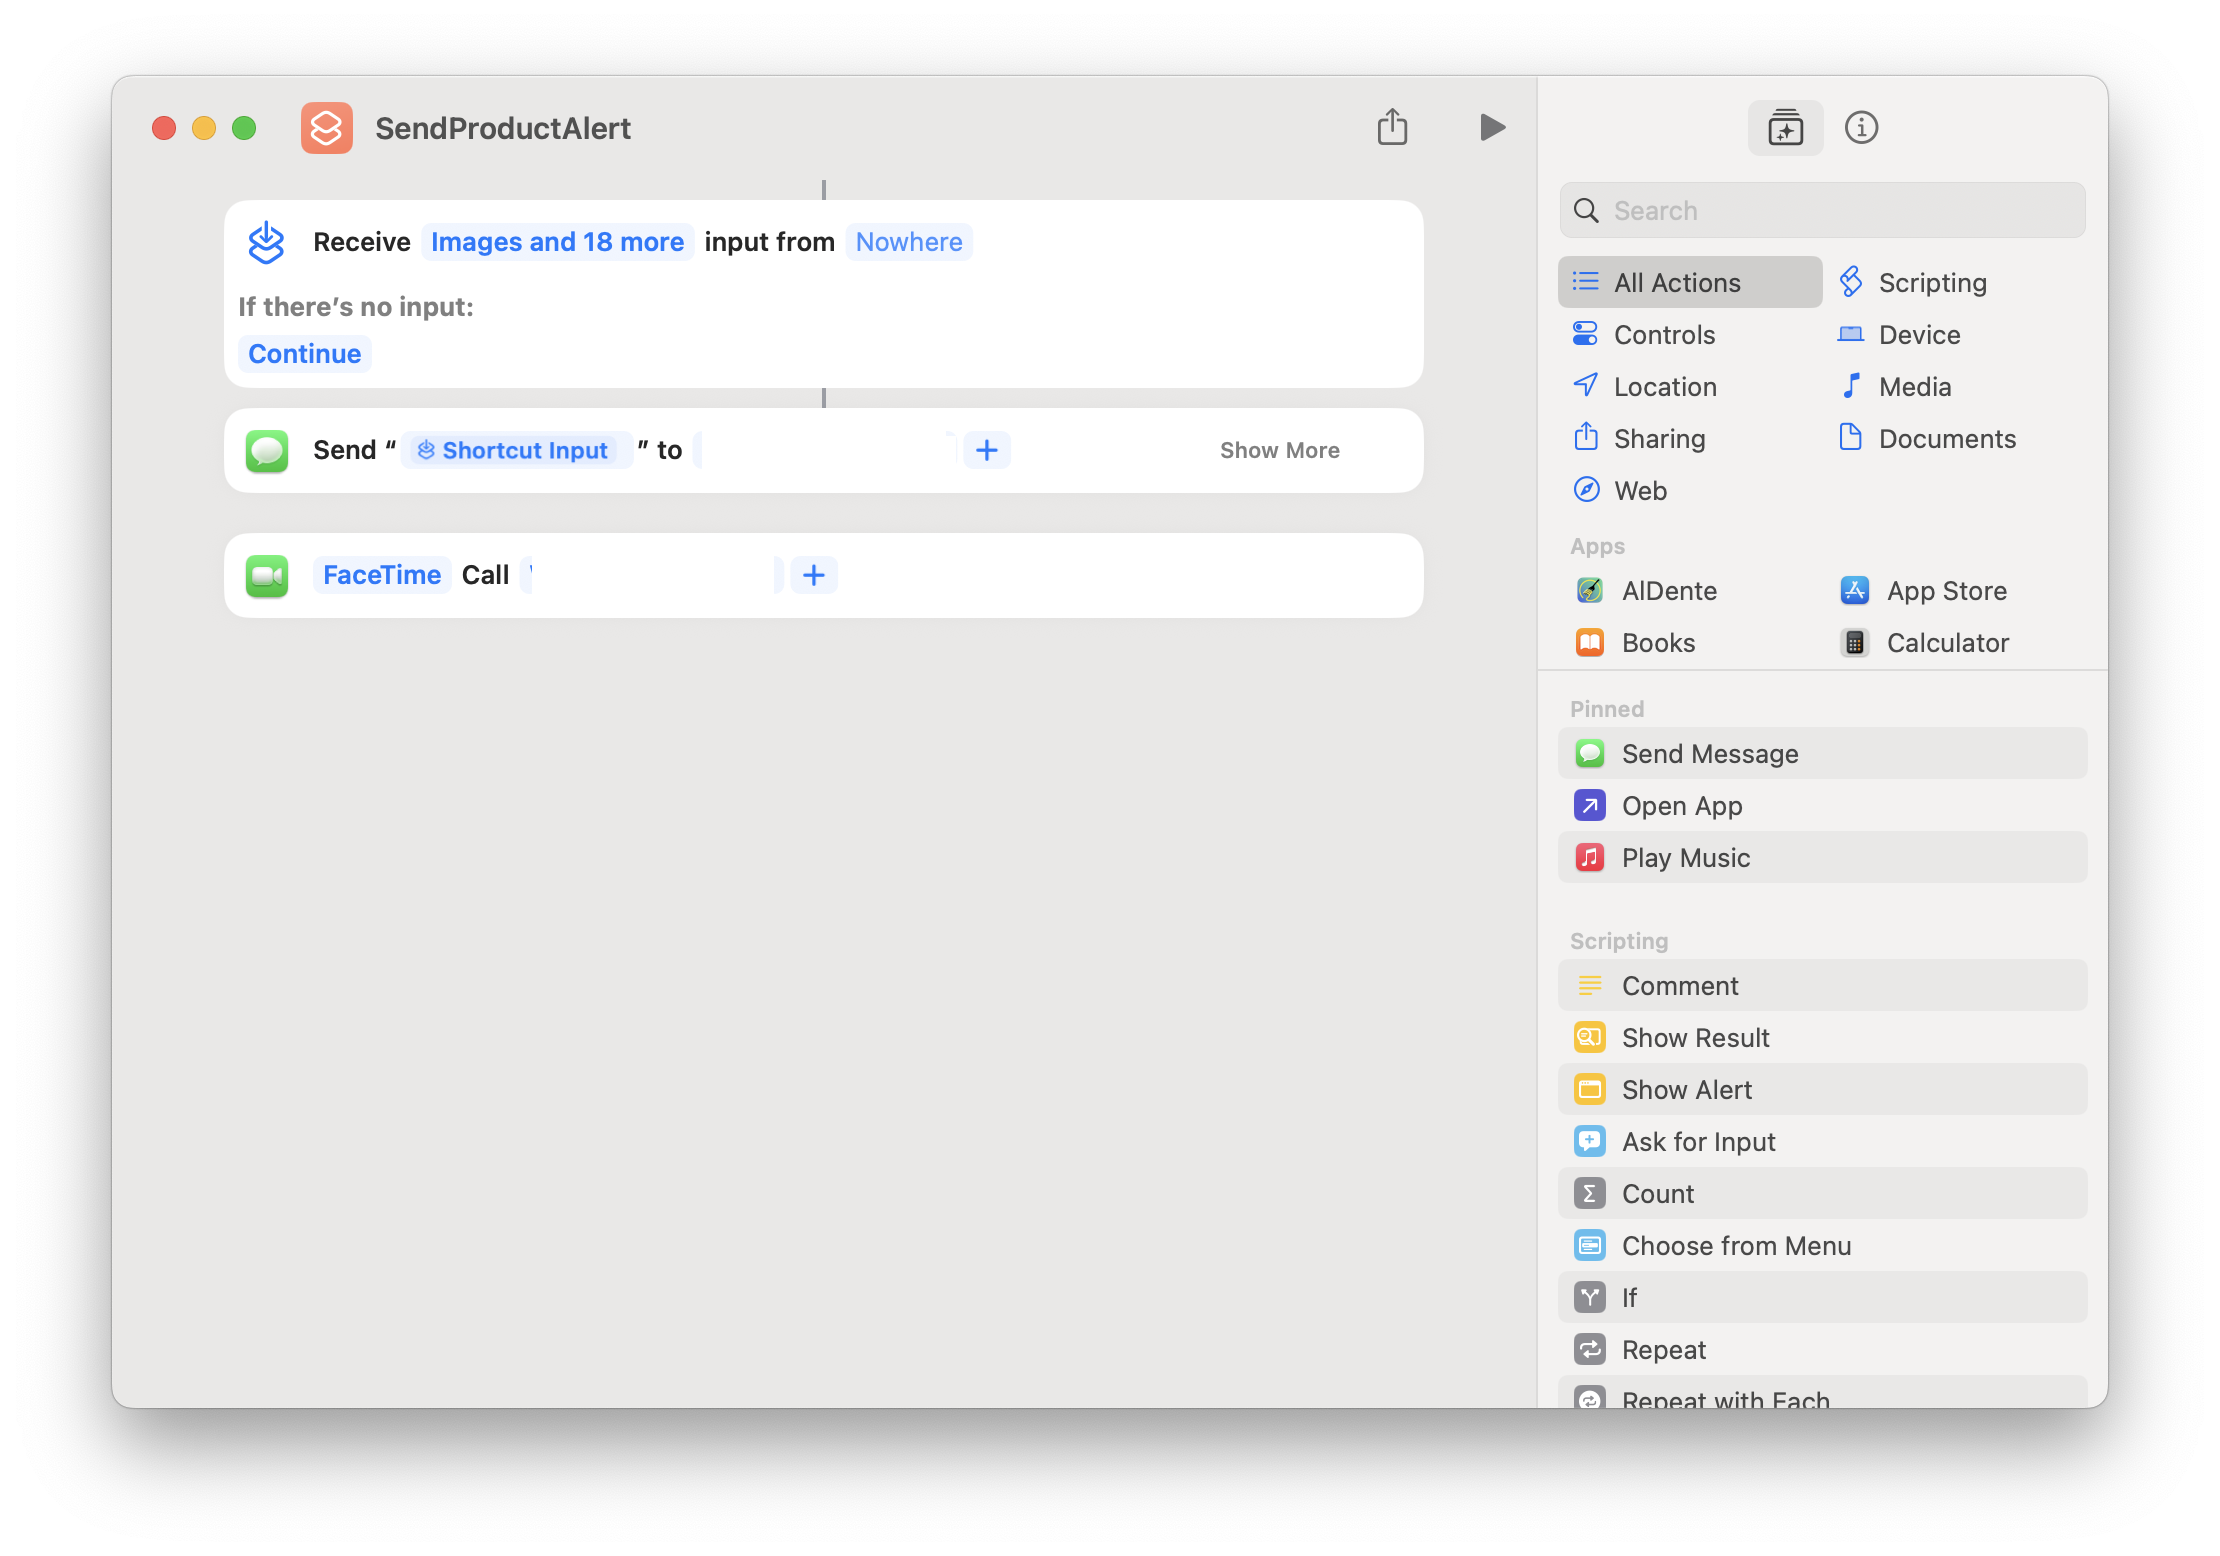 SendProductAlert
Receive Images and 18 more input from Nowhere
If there’s no input:
Continue
Send “ Shortcut Input ” to
Show More
FaceTime Call
Search
All Actions
Scripting
Controls
Device
Location
Media
Sharing
Documents
Web
Apps
AlDente
App Store
Books
Calculator
Pinned
Send Message
Open App
Play Music
Scripting
Comment
Show Result
Show Alert
Ask for Input
Count
Choose from Menu
If
Repeat
Repeat with Each